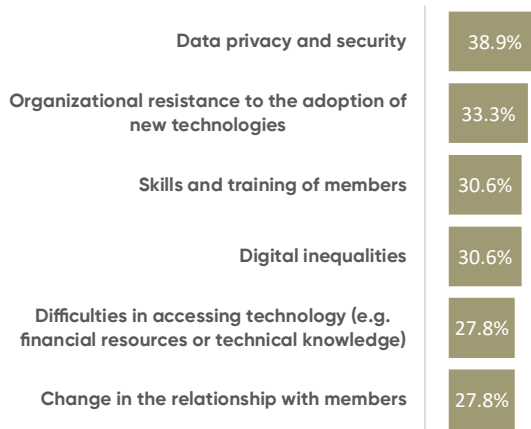 Data privacy and security 38.9%
Organizational resistance to the adoption of
new technologies 33.3%
Skills and training of members 30.6%
Digital inequalities 30.6%
Difficulties in accessing technology (e.g.
financial resources or technical knowledge) 27.8%
Change in the relationship with members 27.8%